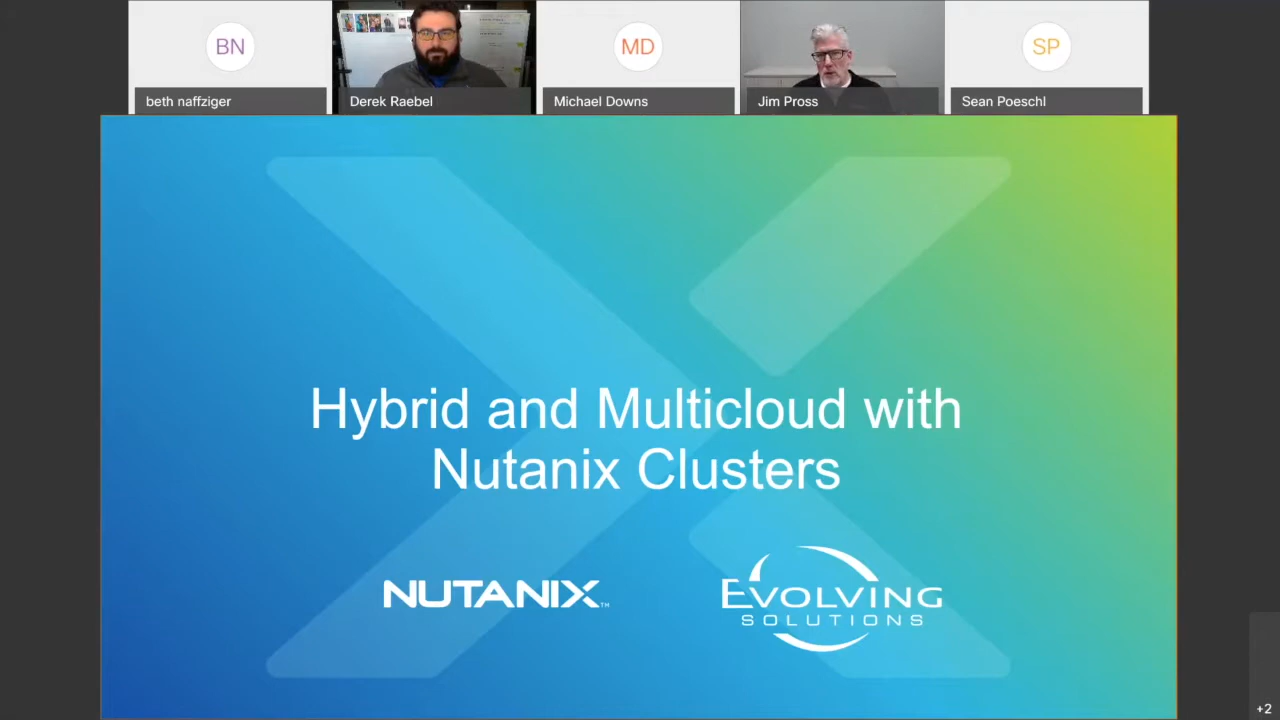 BN
beth naffziger
Derek Raebel
MD
Michael Downs
Jim Pross
SP
Sean Poeschl
Hybrid and Multicloud with
Nutanix Clusters
NUTANIX™
EVOLVING
SOLUTIONS
+2